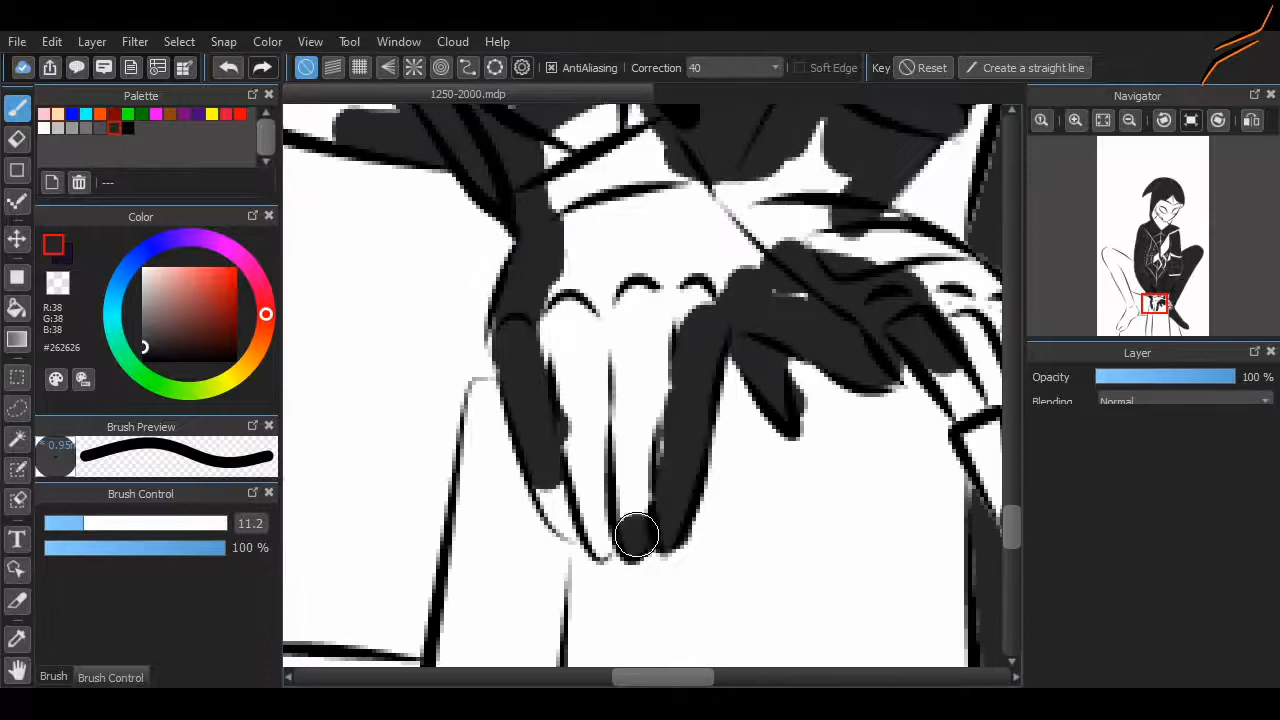 File Edit Layer Filter Select Snap Color View Tool Window Cloud Help
AntiAliasing Correction 40 Soft Edge Key Reset Create a straight line
Palette
1250-2000.mdp
Navigator
---
Color
R:38
G:38
B:38
#262626
Layer
Opacity 100 %
Blending Normal
Brush Preview
0.95
Brush Control
11.2
100 %
Brush Brush Control